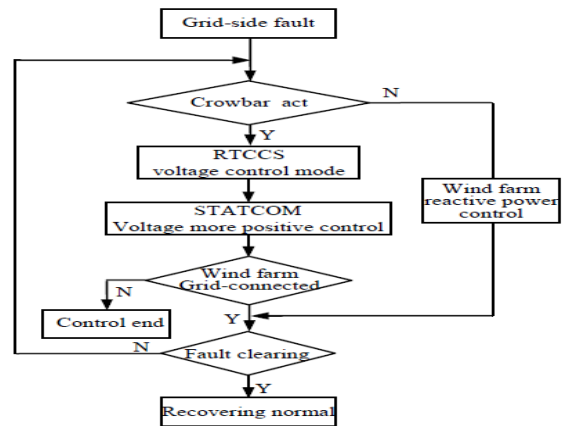 Grid-side fault
Crowbar act
N
Y
RTCCS
voltage control mode
Wind farm
reactive power
control
STATCOM
Voltage more positive control
Wind farm
Grid-connected
N
Y
Control end
N
Fault clearing
Y
Recovering normal